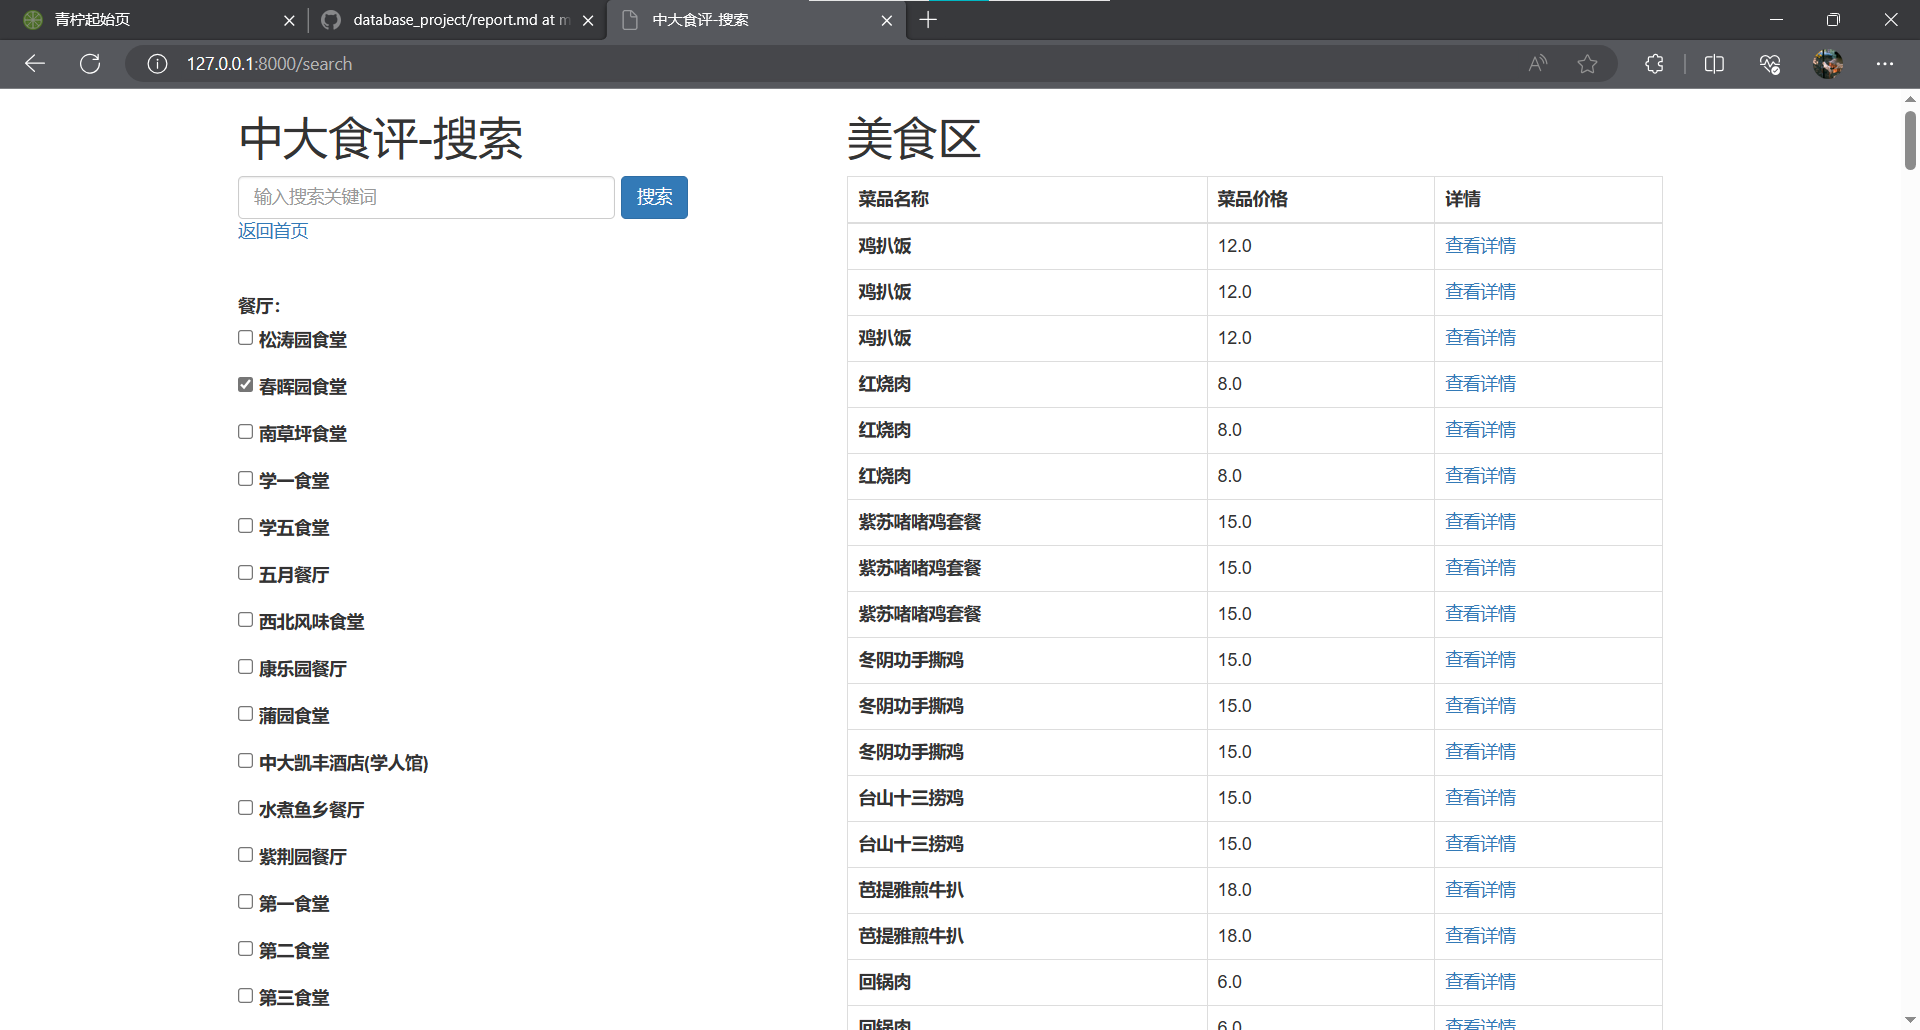 青柠起始页
database_project/report.md at m
中大食评-搜索
127.0.0.1:8000/search
中大食评-搜索
输入搜索关键词
搜索
返回首页
餐厅：
松涛园食堂
春晖园食堂
南草坪食堂
学一食堂
学五食堂
五月餐厅
西北风味食堂
康乐园餐厅
蒲园食堂
中大凯丰酒店(学人馆)
水煮鱼乡餐厅
紫荆园餐厅
第一食堂
第二食堂
第三食堂
美食区
菜品名称 菜品价格 详情
鸡扒饭 12.0 查看详情
鸡扒饭 12.0 查看详情
鸡扒饭 12.0 查看详情
红烧肉 8.0 查看详情
红烧肉 8.0 查看详情
红烧肉 8.0 查看详情
紫苏啫啫鸡套餐 15.0 查看详情
紫苏啫啫鸡套餐 15.0 查看详情
紫苏啫啫鸡套餐 15.0 查看详情
冬阴功手撕鸡 15.0 查看详情
冬阴功手撕鸡 15.0 查看详情
冬阴功手撕鸡 15.0 查看详情
台山十三捞鸡 15.0 查看详情
台山十三捞鸡 15.0 查看详情
芭提雅煎牛扒 18.0 查看详情
芭提雅煎牛扒 18.0 查看详情
回锅肉 6.0 查看详情
回锅肉 6.0 查看详情